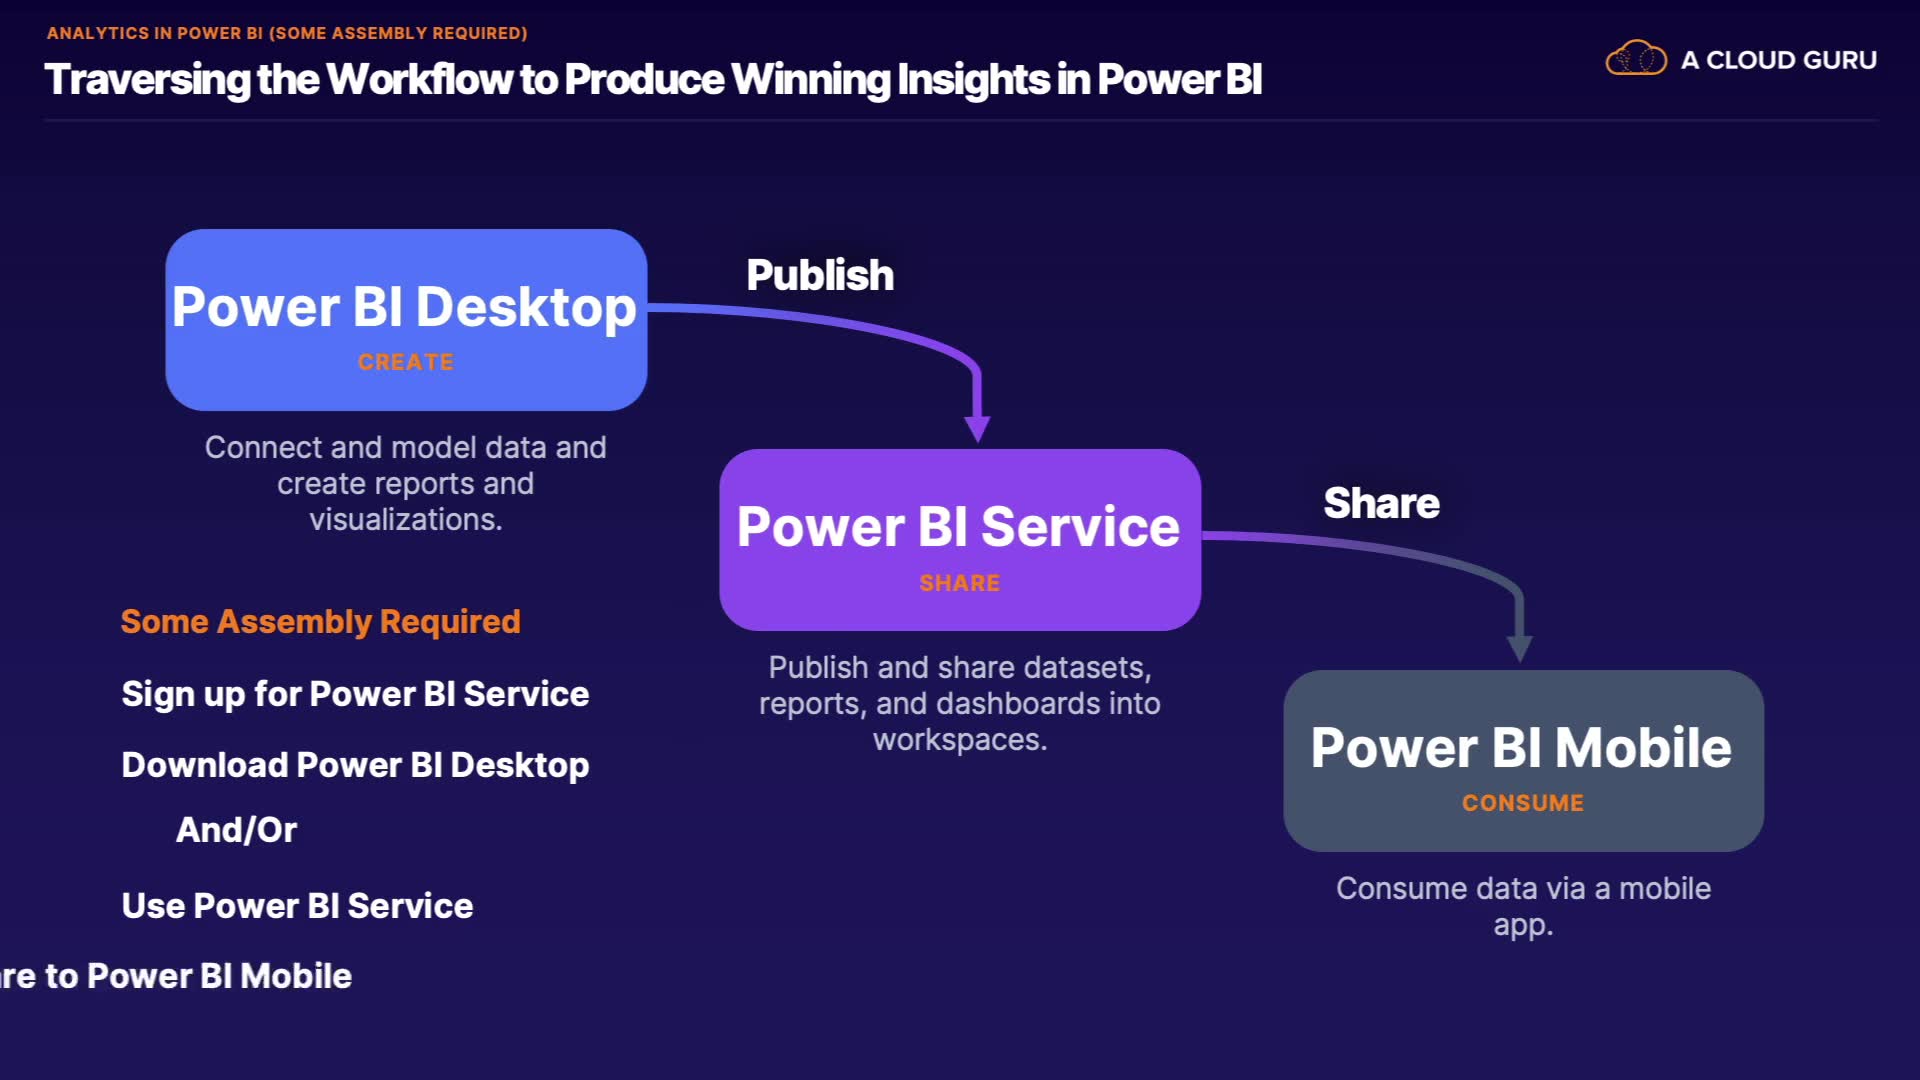 ANALYTICS IN POWER BI (SOME ASSEMBLY REQUIRED)
Traversing the Workflow to Produce Winning Insights in Power BI
A CLOUD GURU
Power BI Desktop
CREATE
Connect and model data and
create reports and
visualizations.
Publish
Power BI Service
SHARE
Publish and share datasets,
reports, and dashboards into
workspaces.
Share
Power BI Mobile
CONSUME
Consume data via a mobile
app.
Some Assembly Required
Sign up for Power BI Service
Download Power BI Desktop
And/Or
Use Power BI Service
to Power BI Mobile